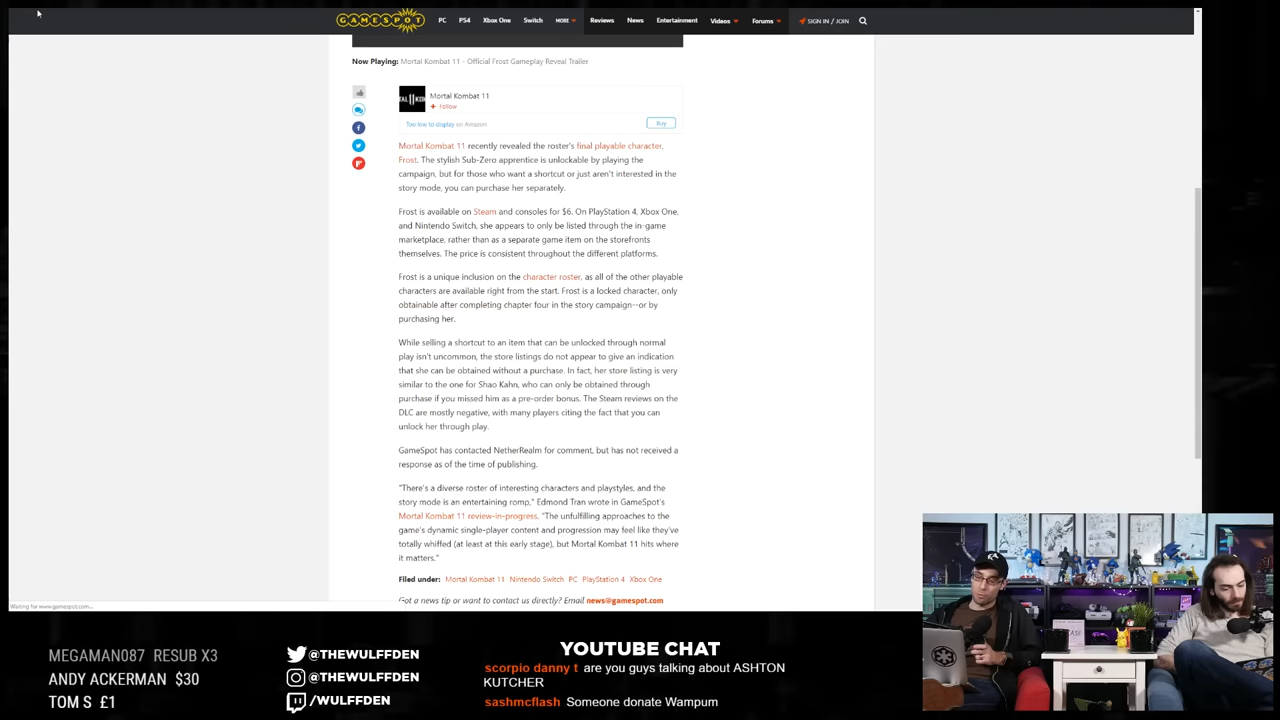 GAMESPOT PC PS4 Xbox One Switch MORE Reviews News Entertainment Videos Forums SIGN IN / JOIN
Now Playing: Mortal Kombat 11 - Official Frost Gameplay Reveal Trailer
Mortal Kombat 11
+ Follow
Too low to display on Amazon Buy
Mortal Kombat 11 recently revealed the roster's final playable character,
Frost. The stylish Sub-Zero apprentice is unlockable by playing the
campaign, but for those who want a shortcut or just aren't interested in the
story mode, you can purchase her separately.
Frost is available on Steam and consoles for $6. On PlayStation 4, Xbox One,
and Nintendo Switch, she appears to only be listed through the in-game
marketplace, rather than as a separate game item on the storefronts
themselves. The price is consistent throughout the different platforms.
Frost is a unique inclusion on the character roster, as all of the other playable
characters are available right from the start. Frost is a locked character, only
obtainable after completing chapter four in the story campaign--or by
purchasing her.
While selling a shortcut to an item that can be unlocked through normal
play isn't uncommon, the store listings do not appear to give an indication
that she can be obtained without a purchase. In fact, her store listing is very
similar to the one for Shao Kahn, who can only be obtained through
purchase if you missed him as a pre-order bonus. The Steam reviews on the
DLC are mostly negative, with many players citing the fact that you can
unlock her through play.
GameSpot has contacted NetherRealm for comment, but has not received a
response as of the time of publishing.
"There's a diverse roster of interesting characters and playstyles, and the
story mode is an entertaining romp," Edmond Tran wrote in GameSpot's
Mortal Kombat 11 review-in-progress. "The unfulfilling approaches to the
game's dynamic single-player content and progression may feel like they've
totally whiffed (at least at this early stage), but Mortal Kombat 11 hits where
it matters."
Filed under: Mortal Kombat 11 Nintendo Switch PC PlayStation 4 Xbox One
Got a news tip or want to contact us directly? Email news@gamespot.com
Waiting for www.gamespot.com...
MEGAMAN087 RESUB X3
ANDY ACKERMAN $30
TOM S £1
@THEWULFFDEN
@THEWULFFDEN
/WULFFDEN
YOUTUBE CHAT
scorpio danny t are you guys talking about ASHTON
KUTCHER
sashmcflash Someone donate Wampum